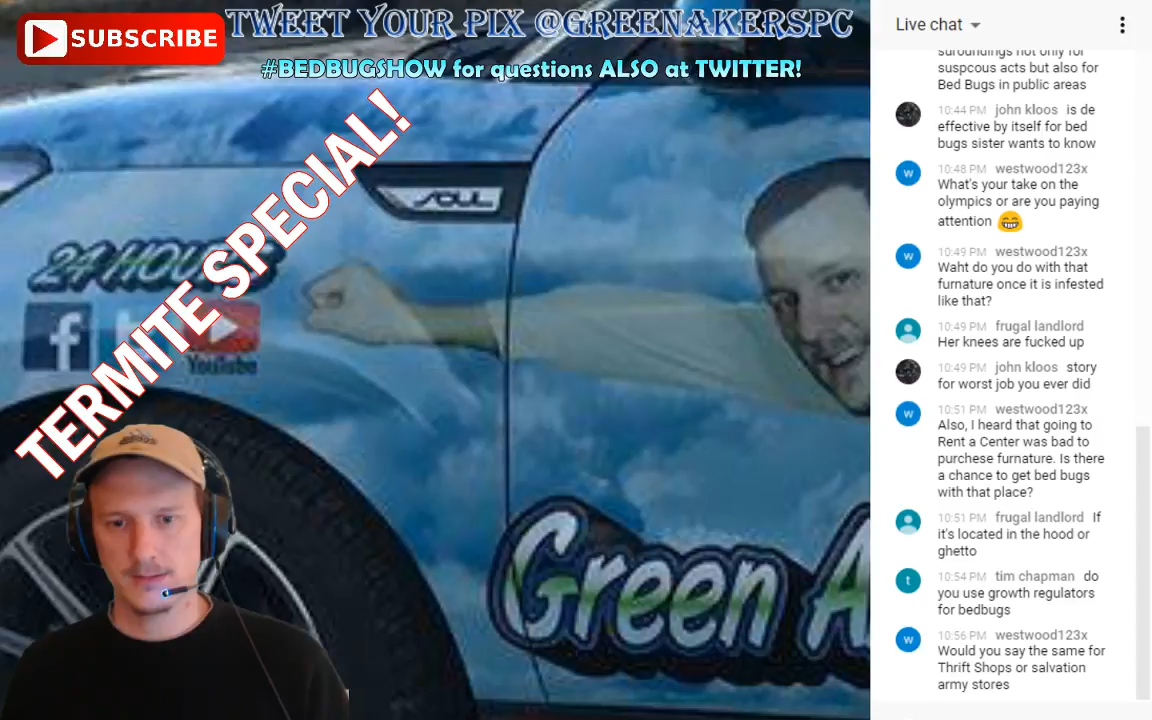 SUBSCRIBE
TWEET YOUR PIX @GREENAKERSPC
#BEDBUGSHOW for questions ALSO at TWITTER!
TERMITE SPECIAL!
SOUL
24 HOURS
f
Youtube
Green A
Live chat
suroundings not only for
suspcous acts but also for
Bed Bugs in public areas
10:44 PM john kloos is de
effective by itself for bed
bugs sister wants to know
w
10:48 PM westwood123x
What's your take on the
olympics or are you paying
attention 😁
w
10:49 PM westwood123x
Waht do you do with that
furnature once it is infested
like that?
10:49 PM frugal landlord
Her knees are fucked up
10:49 PM john kloos story
for worst job you ever did
w
10:51 PM westwood123x
Also, I heard that going to
Rent a Center was bad to
purchese furnature. Is there
a chance to get bed bugs
with that place?
10:51 PM frugal landlord If
it's located in the hood or
ghetto
t
10:54 PM tim chapman do
you use growth regulators
for bedbugs
w
10:56 PM westwood123x
Would you say the same for
Thrift Shops or salvation
army stores